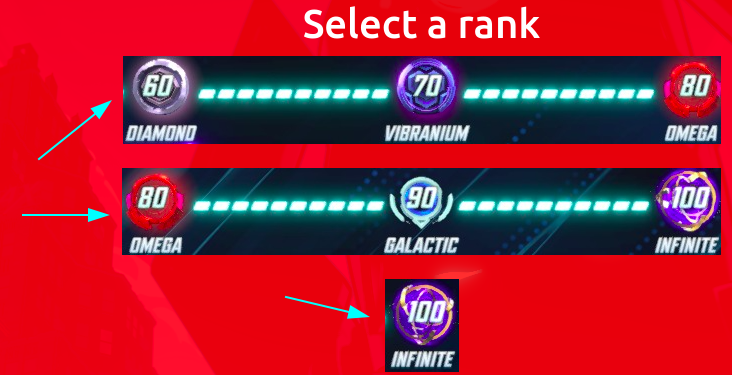 Select a rank
60 70 80
DIAMOND VIBRANIUM OMEGA
80 90 100
OMEGA GALACTIC INFINITE
100
INFINITE